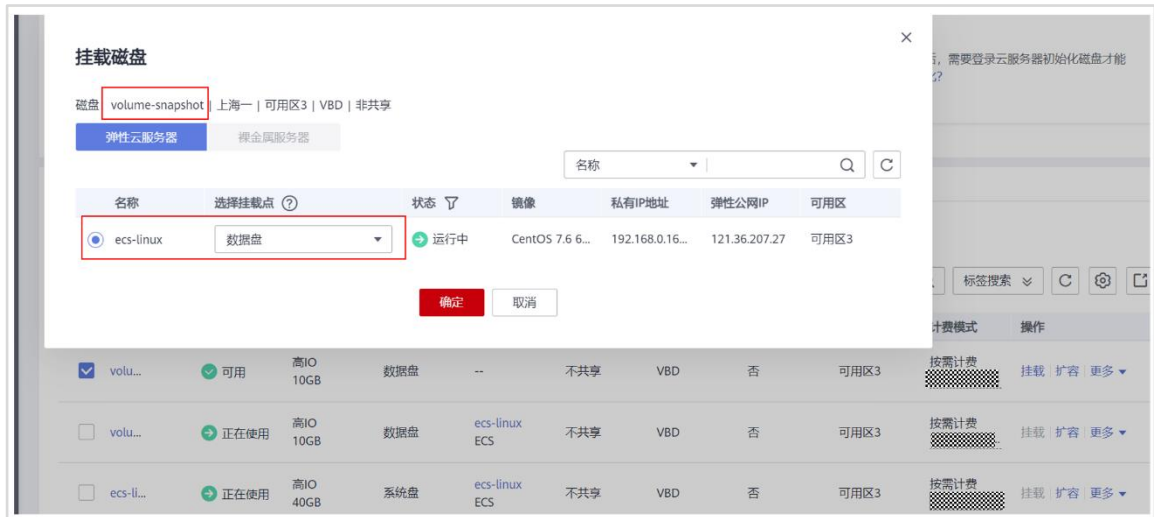 挂载磁盘
后，需要登录云服务器初始化磁盘才能
磁盘 volume-snapshot | 上海一 | 可用区3 | VBD | 非共享
弹性云服务器 裸金属服务器
名称
名称 选择挂载点 状态 镜像 私有IP地址 弹性公网IP 可用区
ecs-linux 数据盘 运行中 CentOS 7.6 6... 192.168.0.16... 121.36.207.27 可用区3
标签搜索
确定 取消
计费模式 操作
volu... 可用 高IO 10GB 数据盘 -- 不共享 VBD 否 可用区3 按需计费 挂载 扩容 更多
volu... 正在使用 高IO 10GB 数据盘 ecs-linux ECS 不共享 VBD 否 可用区3 按需计费 挂载 扩容 更多
ecs-li... 正在使用 高IO 40GB 系统盘 ecs-linux ECS 不共享 VBD 否 可用区3 按需计费 挂载 扩容 更多